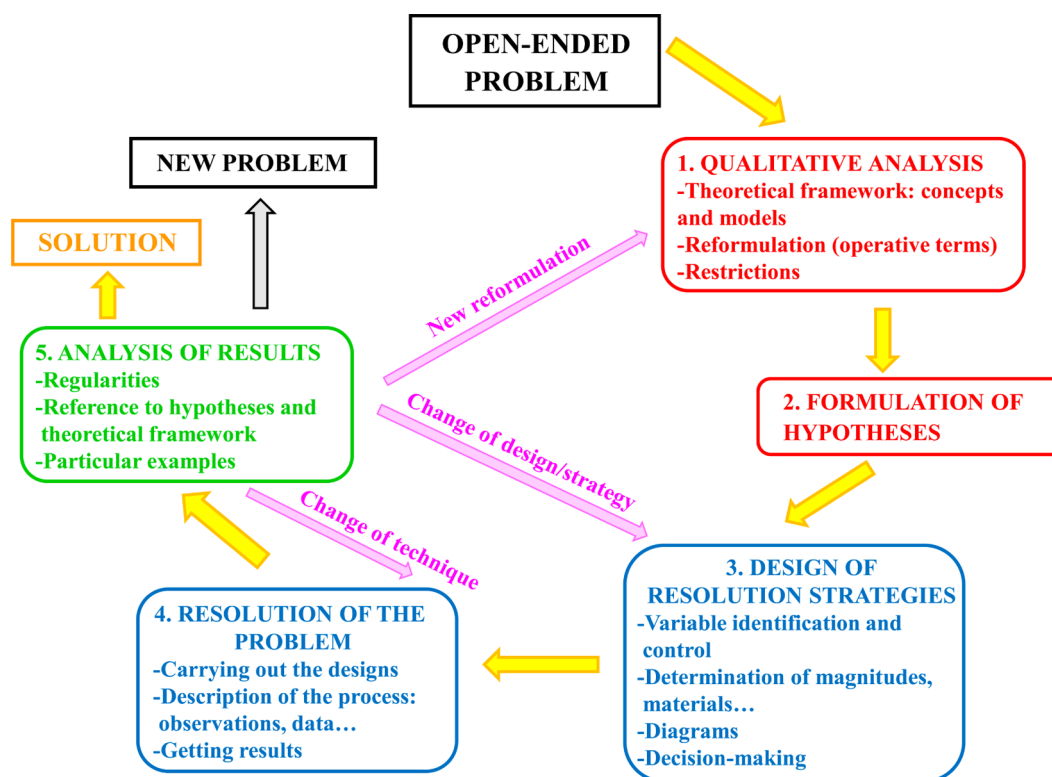 OPEN-ENDED
PROBLEM
NEW PROBLEM
SOLUTION
1. QUALITATIVE ANALYSIS
-Theoretical framework: concepts
and models
-Reformulation (operative terms)
-Restrictions
New reformulation
5. ANALYSIS OF RESULTS
-Regularities
-Reference to hypotheses and
theoretical framework
-Particular examples
Change of design/strategy
2. FORMULATION OF
HYPOTHESES
Change of technique
3. DESIGN OF
RESOLUTION STRATEGIES
-Variable identification and
control
-Determination of magnitudes,
materials…
-Diagrams
-Decision-making
4. RESOLUTION OF THE
PROBLEM
-Carrying out the designs
-Description of the process:
observations, data…
-Getting results